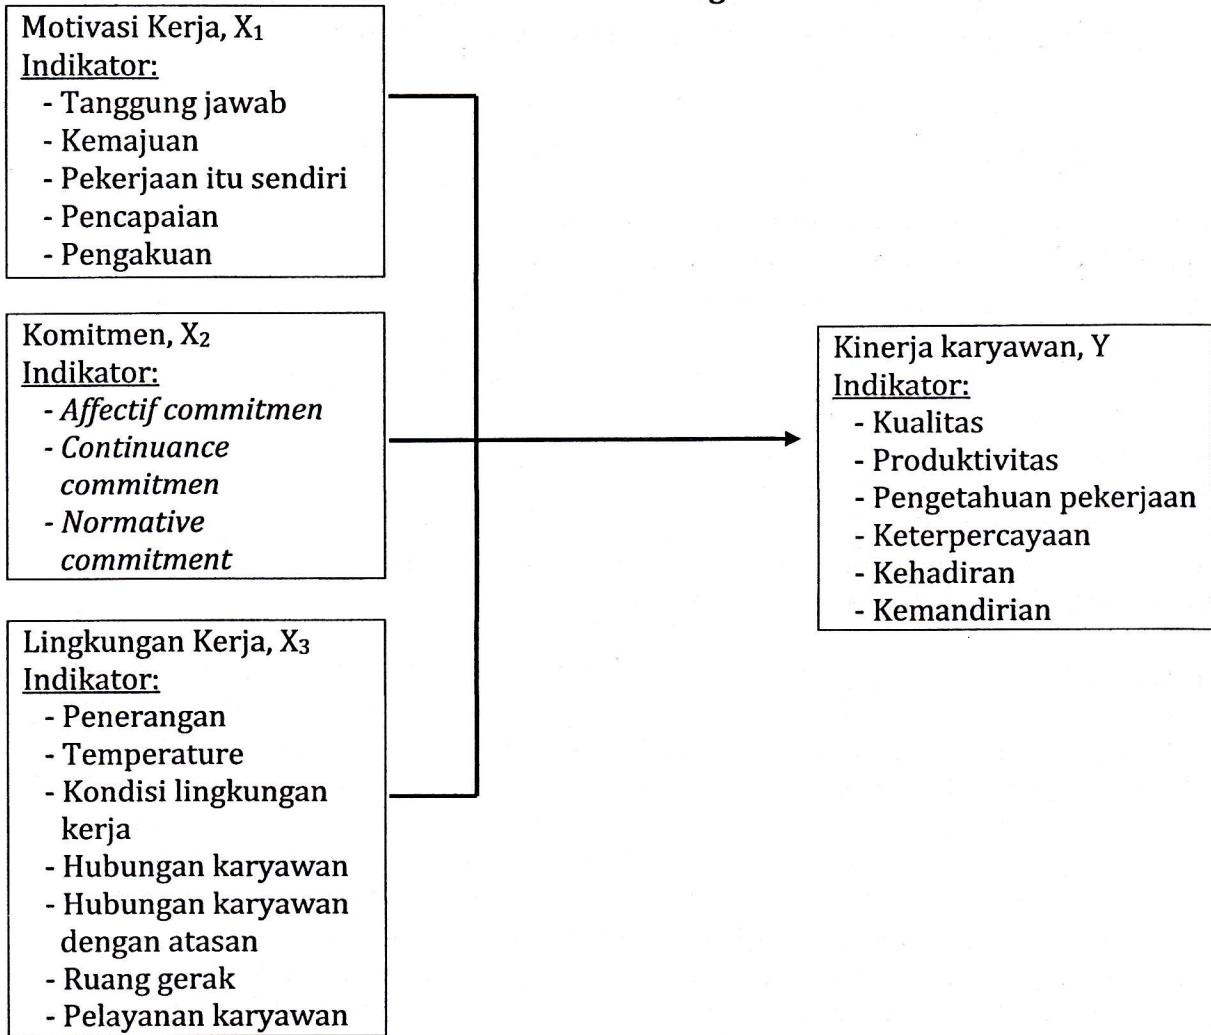 Motivasi Kerja, X₁
Indikator:
- Tanggung jawab
- Kemajuan
- Pekerjaan itu sendiri
- Pencapaian
- Pengakuan
Komitmen, X₂
Indikator:
- Affectif commitmen
- Continuance
commitmen
- Normative
commitment
Lingkungan Kerja, X₃
Indikator:
- Penerangan
- Temperature
- Kondisi lingkungan
kerja
- Hubungan karyawan
- Hubungan karyawan
dengan atasan
- Ruang gerak
- Pelayanan karyawan
Kinerja karyawan, Y
Indikator:
- Kualitas
- Produktivitas
- Pengetahuan pekerjaan
- Keterpercayaan
- Kehadiran
- Kemandirian